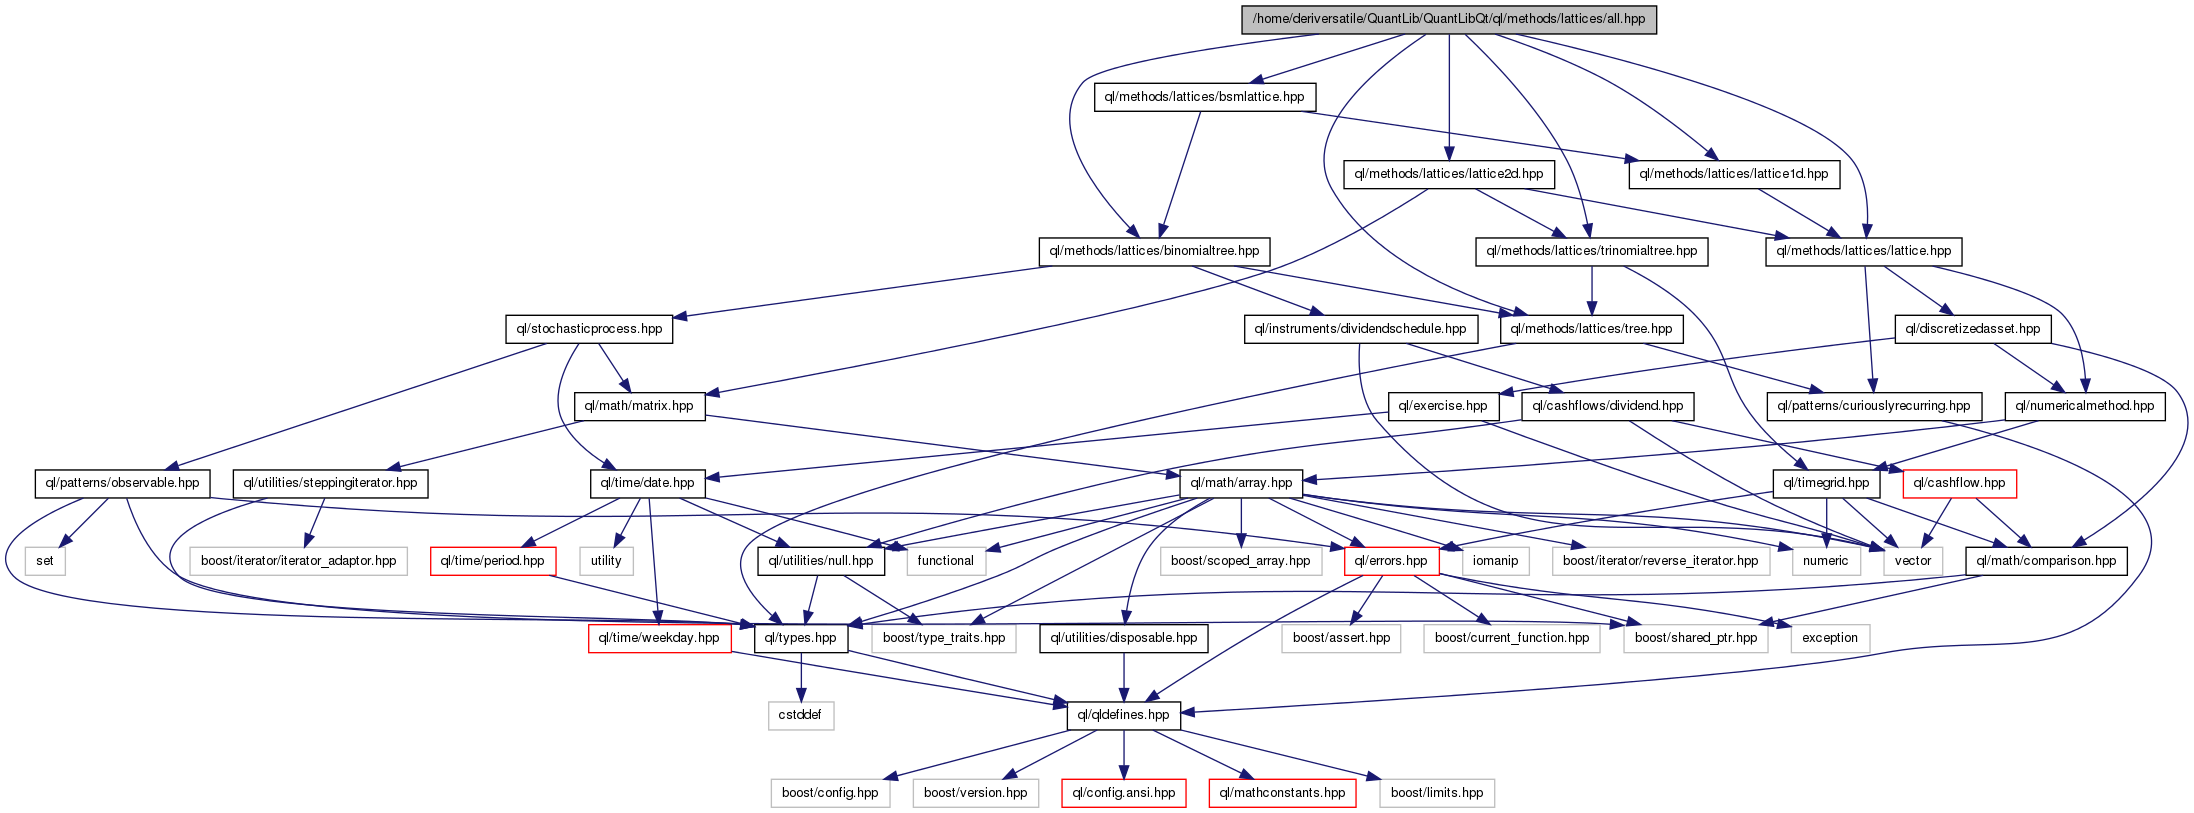 /home/deriversatile/QuantLib/QuantLibQt/ql/methods/lattices/all.hpp
ql/methods/lattices/bsmlattice.hpp
ql/methods/lattices/lattice2d.hpp
ql/methods/lattices/lattice1d.hpp
ql/methods/lattices/binomialtree.hpp
ql/methods/lattices/trinomialtree.hpp
ql/methods/lattices/lattice.hpp
ql/stochasticprocess.hpp
ql/instruments/dividendschedule.hpp
ql/methods/lattices/tree.hpp
ql/discretizedasset.hpp
ql/math/matrix.hpp
ql/exercise.hpp
ql/cashflows/dividend.hpp
ql/patterns/curiouslyrecurring.hpp
ql/numericalmethod.hpp
ql/patterns/observable.hpp
ql/utilities/steppingiterator.hpp
ql/time/date.hpp
ql/math/array.hpp
ql/timegrid.hpp
ql/cashflow.hpp
set
boost/iterator/iterator_adaptor.hpp
ql/time/period.hpp
utility
ql/utilities/null.hpp
functional
boost/scoped_array.hpp
ql/errors.hpp
iomanip
boost/iterator/reverse_iterator.hpp
numeric
vector
ql/math/comparison.hpp
ql/time/weekday.hpp
ql/types.hpp
boost/type_traits.hpp
ql/utilities/disposable.hpp
boost/assert.hpp
boost/current_function.hpp
boost/shared_ptr.hpp
exception
cstddef
ql/qldefines.hpp
boost/config.hpp
boost/version.hpp
ql/config.ansi.hpp
ql/mathconstants.hpp
boost/limits.hpp